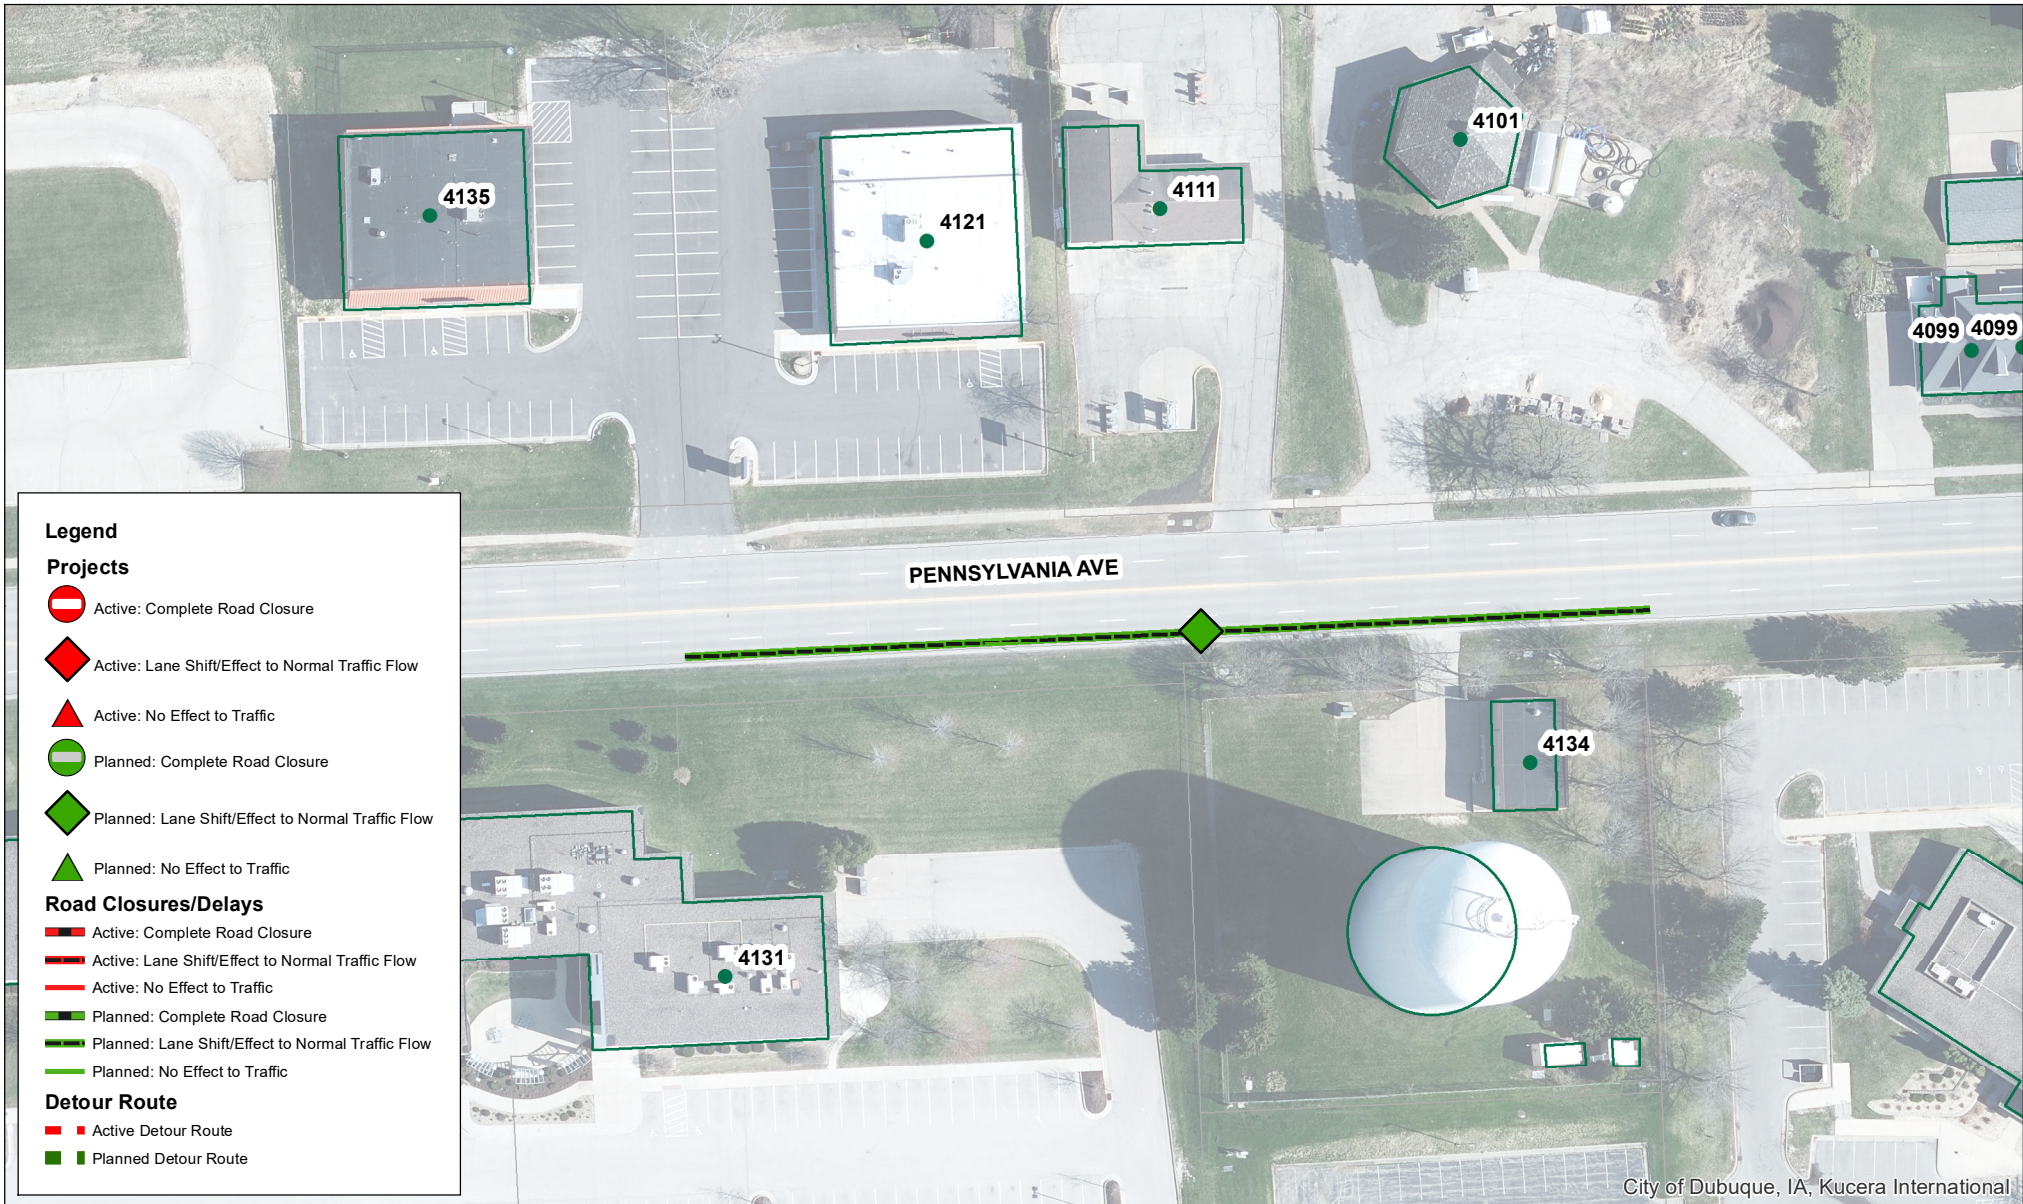 4135
4121
4111
4101
4099
4099
PENNSYLVANIA AVE
4134
4131
Legend
Projects
Active: Complete Road Closure
Active: Lane Shift/Effect to Normal Traffic Flow
Active: No Effect to Traffic
Planned: Complete Road Closure
Planned: Lane Shift/Effect to Normal Traffic Flow
Planned: No Effect to Traffic
Road Closures/Delays
Active: Complete Road Closure
Active: Lane Shift/Effect to Normal Traffic Flow
Active: No Effect to Traffic
Planned: Complete Road Closure
Planned: Lane Shift/Effect to Normal Traffic Flow
Planned: No Effect to Traffic
Detour Route
Active Detour Route
Planned Detour Route
City of Dubuque, IA, Kucera International